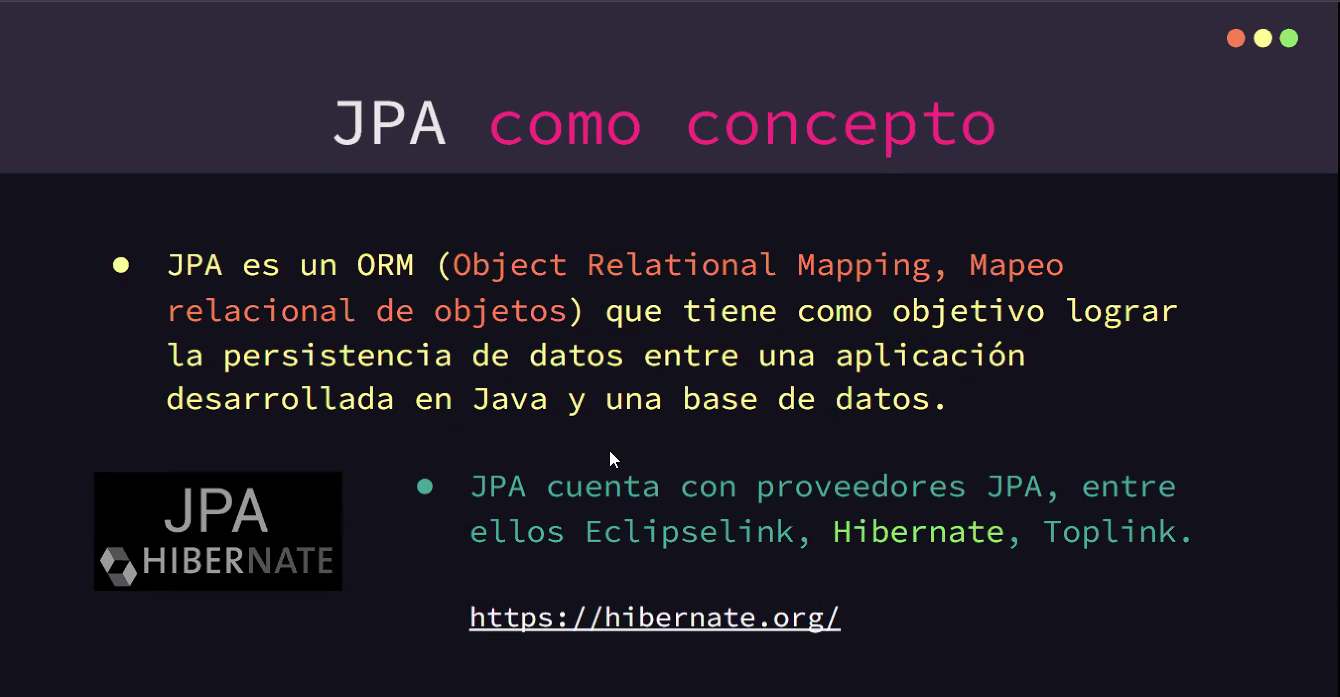 JPA como concepto
● JPA es un ORM (Object Relational Mapping, Mapeo
relacional de objetos) que tiene como objetivo lograr
la persistencia de datos entre una aplicación
desarrollada en Java y una base de datos.
JPA
HIBERNATE
● JPA cuenta con proveedores JPA, entre
ellos Eclipselink, Hibernate, Toplink.
https://hibernate.org/